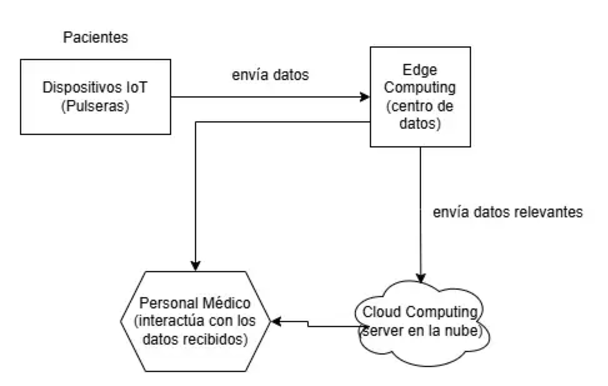 Pacientes
Dispositivos IoT
(Pulseras)
envía datos
Edge
Computing
(centro de
datos)
envía datos relevantes
Personal Médico
(interactúa con los
datos recibidos)
Cloud Computing
(server en la nube)